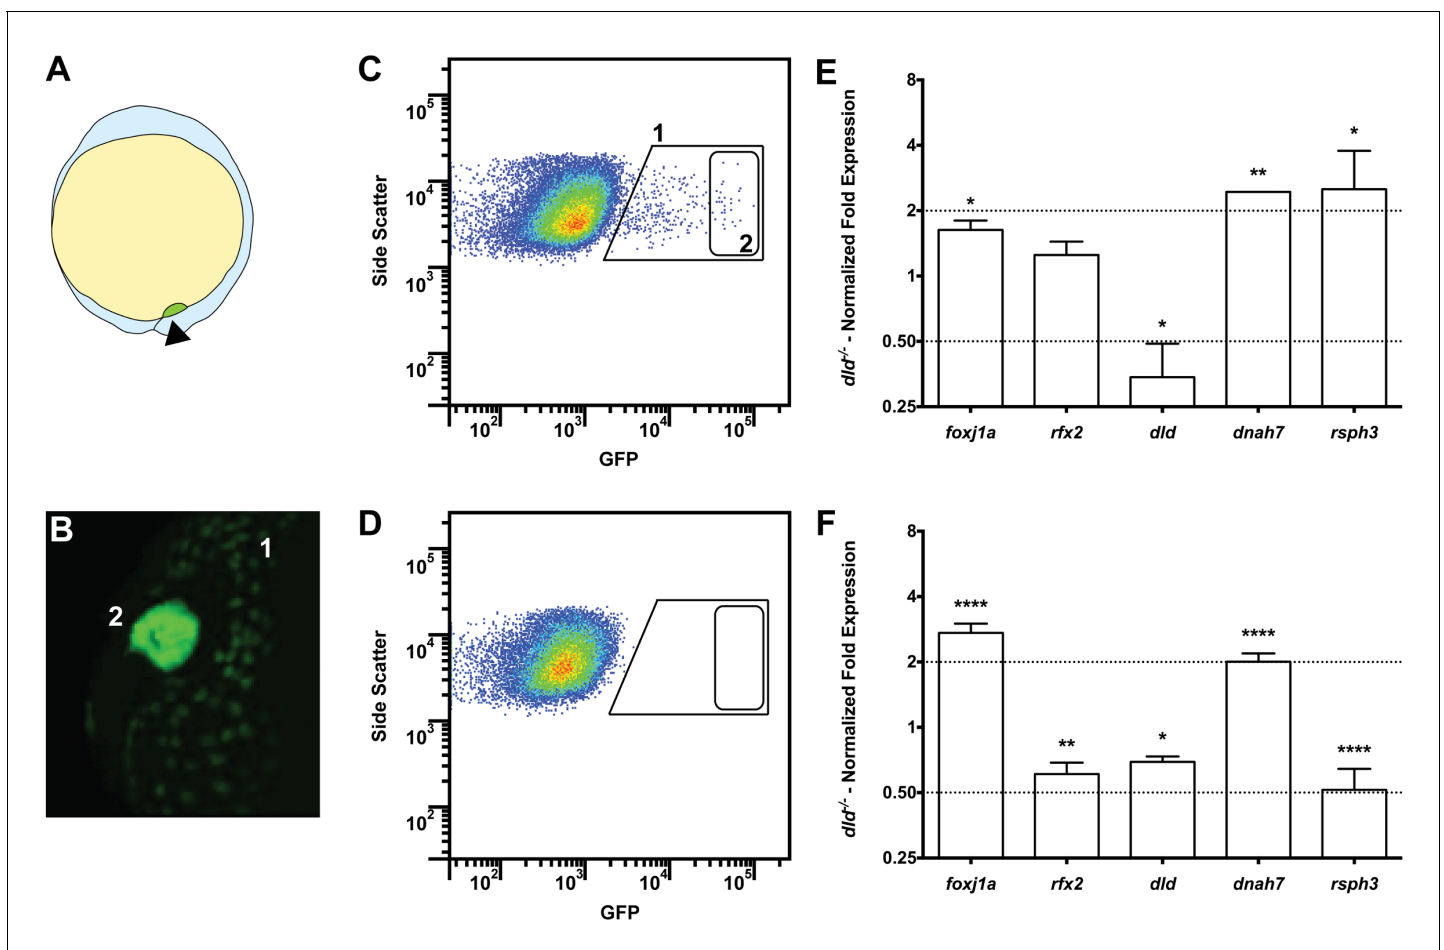 A
B
1
2
C
10^5
10^4
10^3
10^2
Side Scatter
1
2
10^2 10^3 10^4 10^5
GFP
D
10^5
10^4
10^3
10^2
Side Scatter
10^2 10^3 10^4 10^5
GFP
E
dld-/- - Normalized Fold Expression
8
4
2
1
0.50
0.25
* * ** *
foxj1a rfx2 dld dnah7 rsph3
F
dld-/- - Normalized Fold Expression
8
4
2
1
0.50
0.25
**** ** * **** ****
foxj1a rfx2 dld dnah7 rsph3